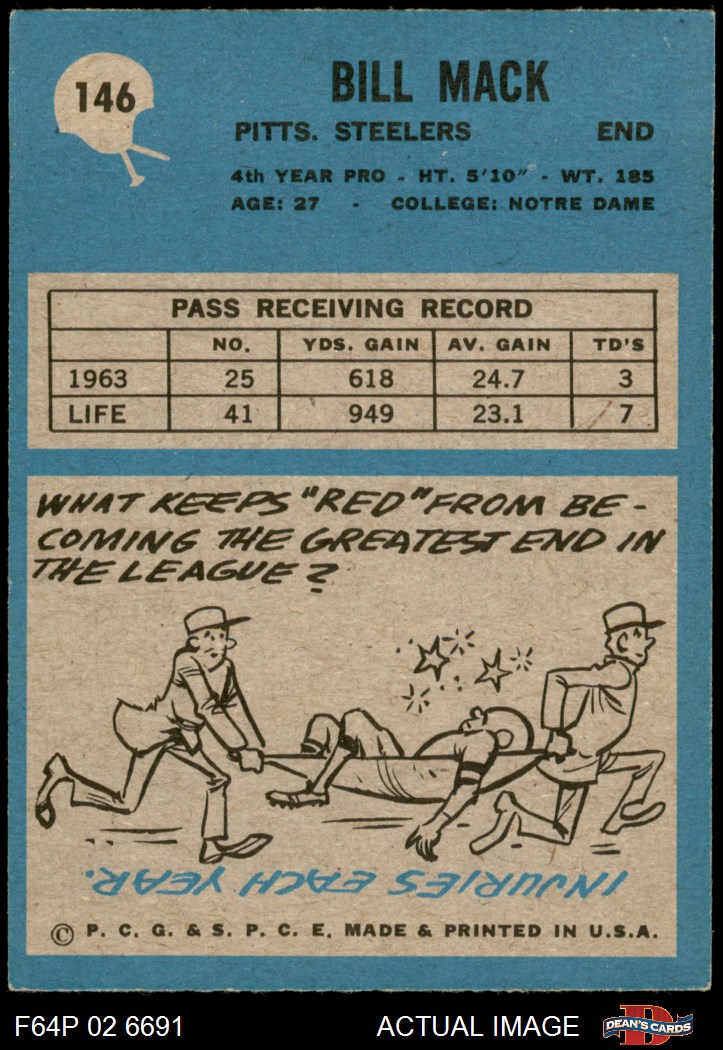 146
BILL MACK
PITTS. STEELERS END
4th YEAR PRO - HT. 5'10" - WT. 185
AGE: 27 - COLLEGE: NOTRE DAME
PASS RECEIVING RECORD
NO. YDS. GAIN AV. GAIN TD'S
1963 25 618 24.7 3
LIFE 41 949 23.1 7
WHAT KEEPS "RED" FROM BE-
COMING THE GREATEST END IN
THE LEAGUE?
INJURIES EACH YEAR.
© P. C. G. & S. P. C. E. MADE & PRINTED IN U.S.A.
F64P 02 6691 ACTUAL IMAGE
D
DEAN'S CARDS